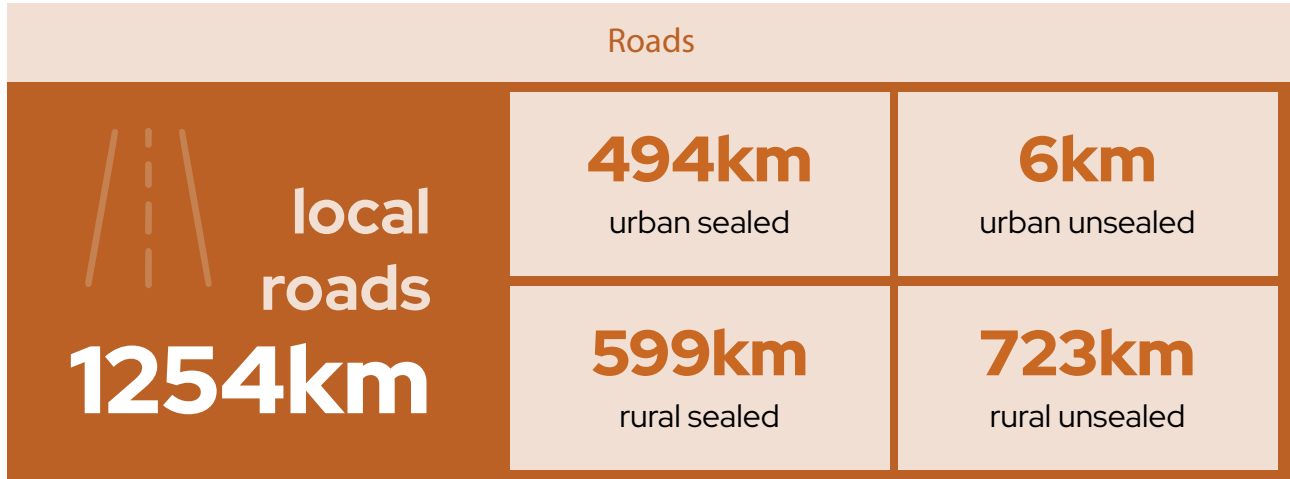 Roads
local
roads
1254km
494km
urban sealed
6km
urban unsealed
599km
rural sealed
723km
rural unsealed